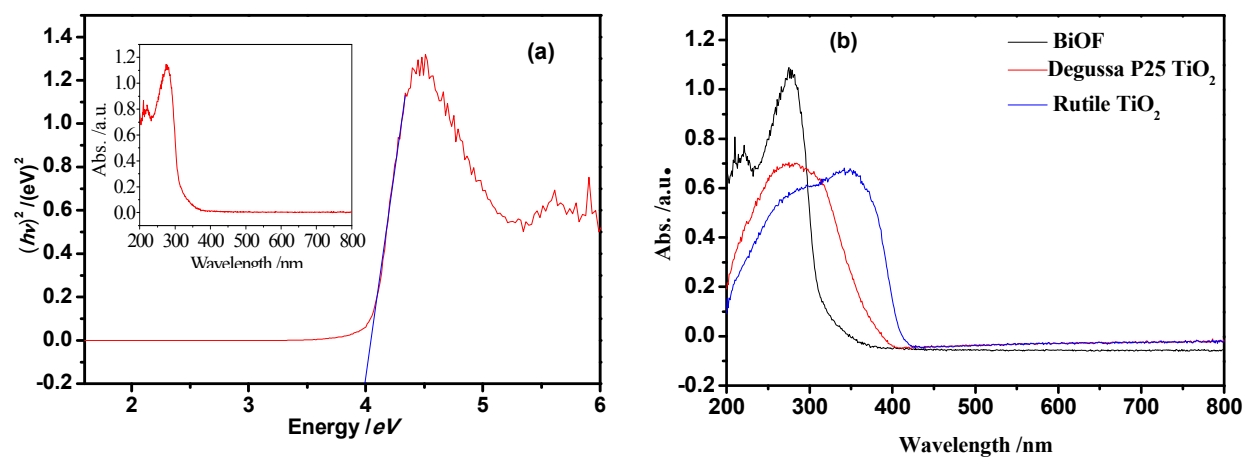 (a)
1.4
1.2
1.0
0.8
0.6
0.4
0.2
0.0
-0.2
(hν)² /(eV)²
2 3 4 5 6
Energy /eV
1.2
1.0
0.8
0.6
0.4
0.2
0.0
Abs. /a.u.
200 300 400 500 600 700 800
Wavelength /nm
(b)
BiOF
Degussa P25 TiO₂
Rutile TiO₂
1.2
1.0
0.8
0.6
0.4
0.2
0.0
-0.2
Abs. /a.u.
200 300 400 500 600 700 800
Wavelength /nm